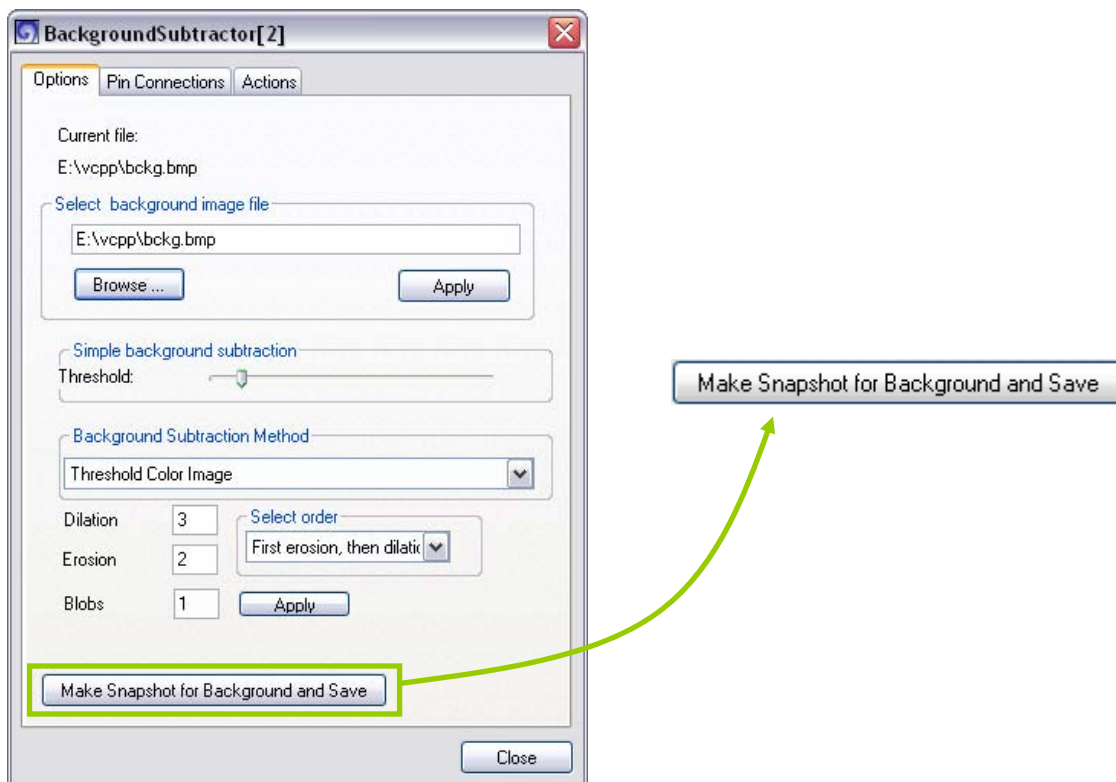 BackgroundSubtractor[2]
Options Pin Connections Actions
Current file:
E:\vcpp\bckg.bmp
Select background image file
E:\vcpp\bckg.bmp
Browse ... Apply
Simple background subtraction
Threshold:
Make Snapshot for Background and Save
Background Subtraction Method
Threshold Color Image
Dilation 3 Select order
First erosion, then dilatic
Erosion 2
Blobs 1 Apply
Make Snapshot for Background and Save
Close